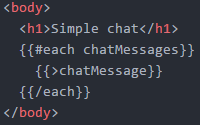 <body>
  <h1>Simple chat</h1>
  {{#each chatMessages}}
    {{>chatMessage}}
  {{/each}}
</body>